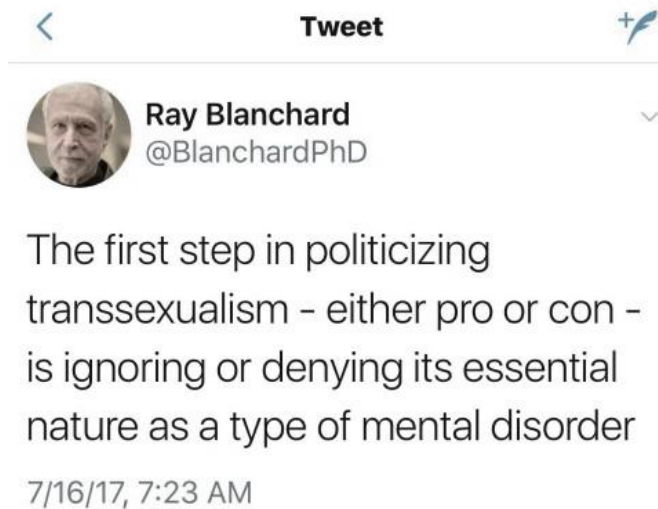 Tweet
Ray Blanchard
@BlanchardPhD
The first step in politicizing
transsexualism - either pro or con -
is ignoring or denying its essential
nature as a type of mental disorder
7/16/17, 7:23 AM